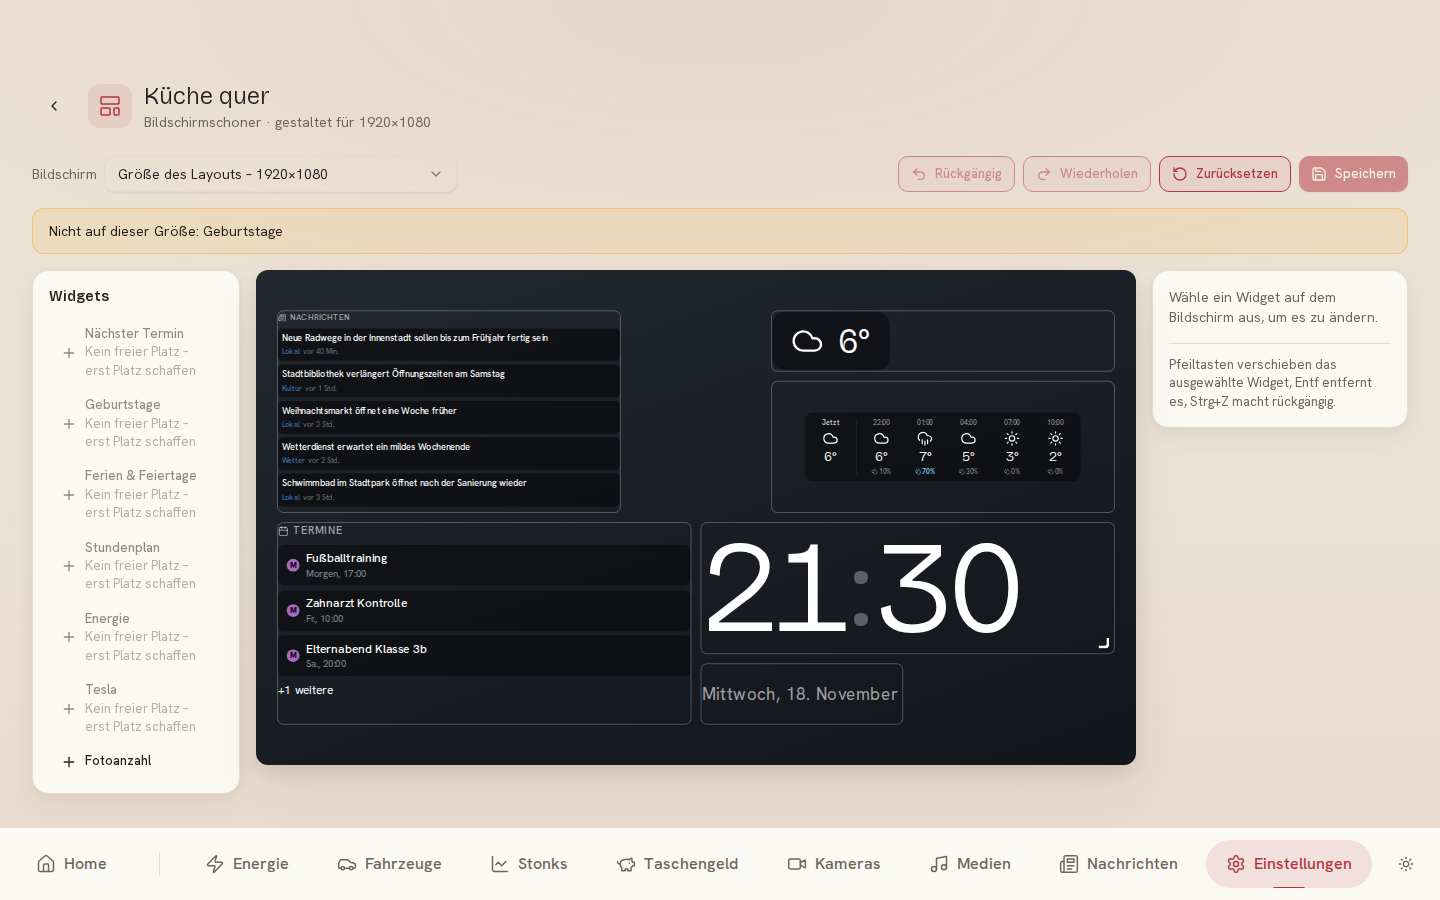 Küche quer
Bildschirmschoner · gestaltet für 1920×1080
Bildschirm
Größe des Layouts – 1920×1080
Rückgängig
Wiederholen
Zurücksetzen
Speichern
Nicht auf dieser Größe: Geburtstage
Widgets
Nächster Termin
Kein freier Platz –
erst Platz schaffen
Geburtstage
Kein freier Platz –
erst Platz schaffen
Ferien & Feiertage
Kein freier Platz –
erst Platz schaffen
Stundenplan
Kein freier Platz –
erst Platz schaffen
Energie
Kein freier Platz –
erst Platz schaffen
Tesla
Kein freier Platz –
erst Platz schaffen
Fotoanzahl
NACHRICHTEN
Neue Radwege in der Innenstadt sollen bis zum Frühjahr fertig sein
Lokal vor 40 Min.
Stadtbibliothek verlängert Öffnungszeiten am Samstag
Kultur vor 1 Std.
Weihnachtsmarkt öffnet eine Woche früher
Lokal vor 2 Std.
Wetterdienst erwartet ein mildes Wochenende
Wetter vor 2 Std.
Schwimmbad im Stadtpark öffnet nach der Sanierung wieder
Lokal vor 3 Std.
6°
Jetzt 22:00 01:00 04:00 07:00 10:00
6° 6° 7° 5° 3° 2°
10% 70% 30% 0% 0%
TERMINE
M
Fußballtraining
Morgen, 17:00
M
Zahnarzt Kontrolle
Fr., 10:00
M
Elternabend Klasse 3b
Sa., 20:00
+1 weitere
21:30
Mittwoch, 18. November
Wähle ein Widget auf dem
Bildschirm aus, um es zu ändern.
Pfeiltasten verschieben das
ausgewählte Widget, Entf entfernt
es, Strg+Z macht rückgängig.
Home
Energie
Fahrzeuge
Stonks
Taschengeld
Kameras
Medien
Nachrichten
Einstellungen